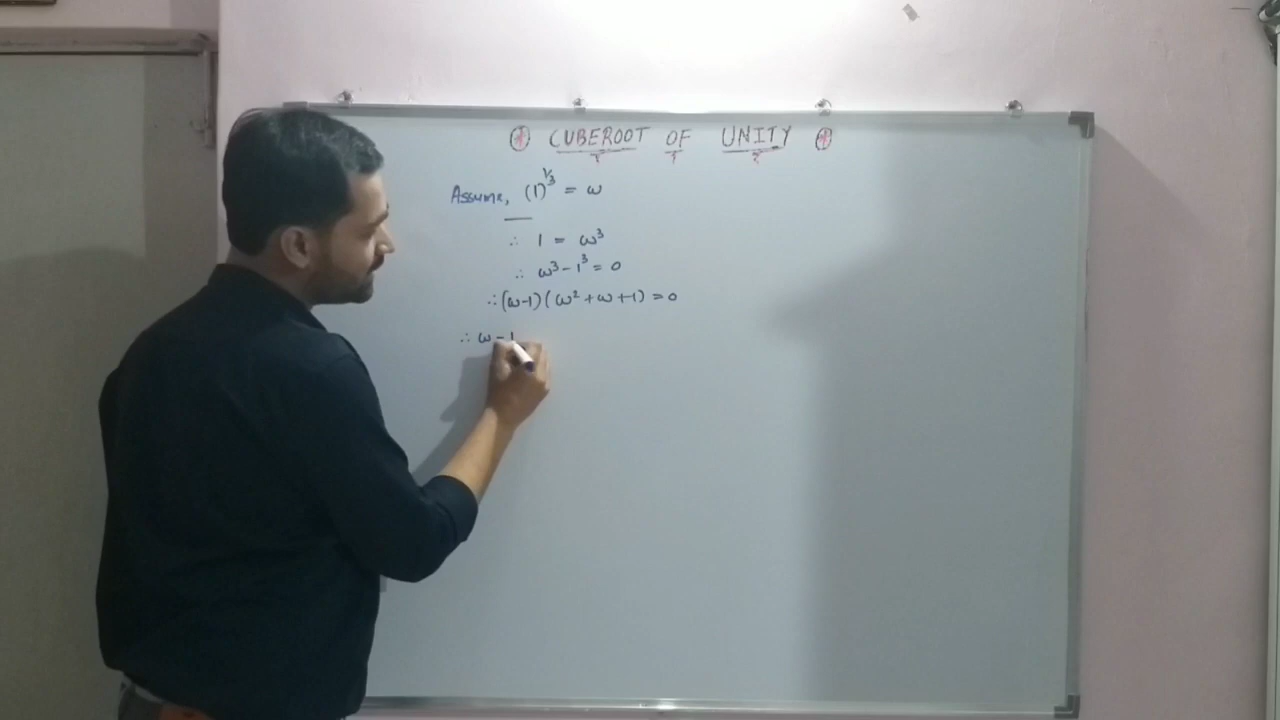 CUBEROOT OF UNITY
Assume, (1)^1/3 = ω
∴ 1 = ω³
∴ ω³ - 1³ = 0
∴ (ω-1) (ω² + ω + 1) = 0
∴ ω - 1